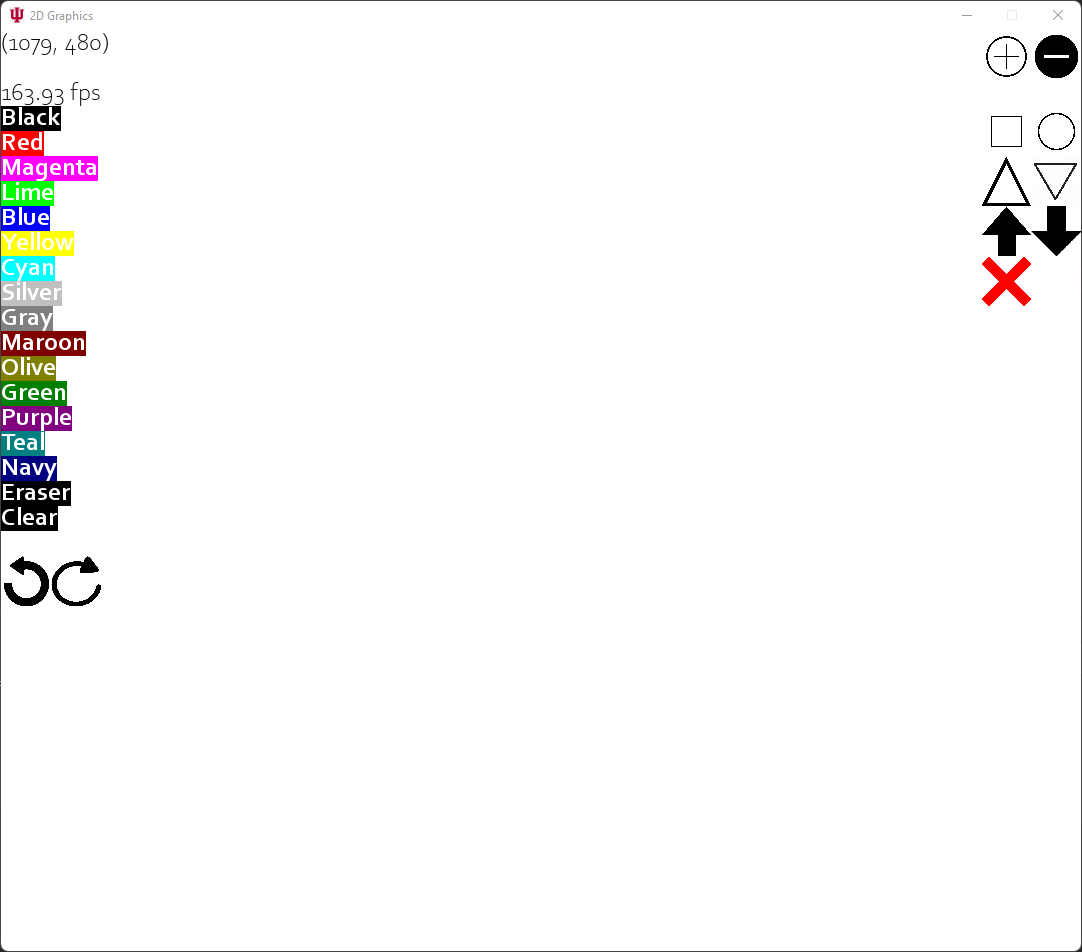 2D Graphics
(1079, 480)
163.93 fps
Black
Red
Magenta
Lime
Blue
Yellow
Cyan
Silver
Gray
Maroon
Olive
Green
Purple
Teal
Navy
Eraser
Clear